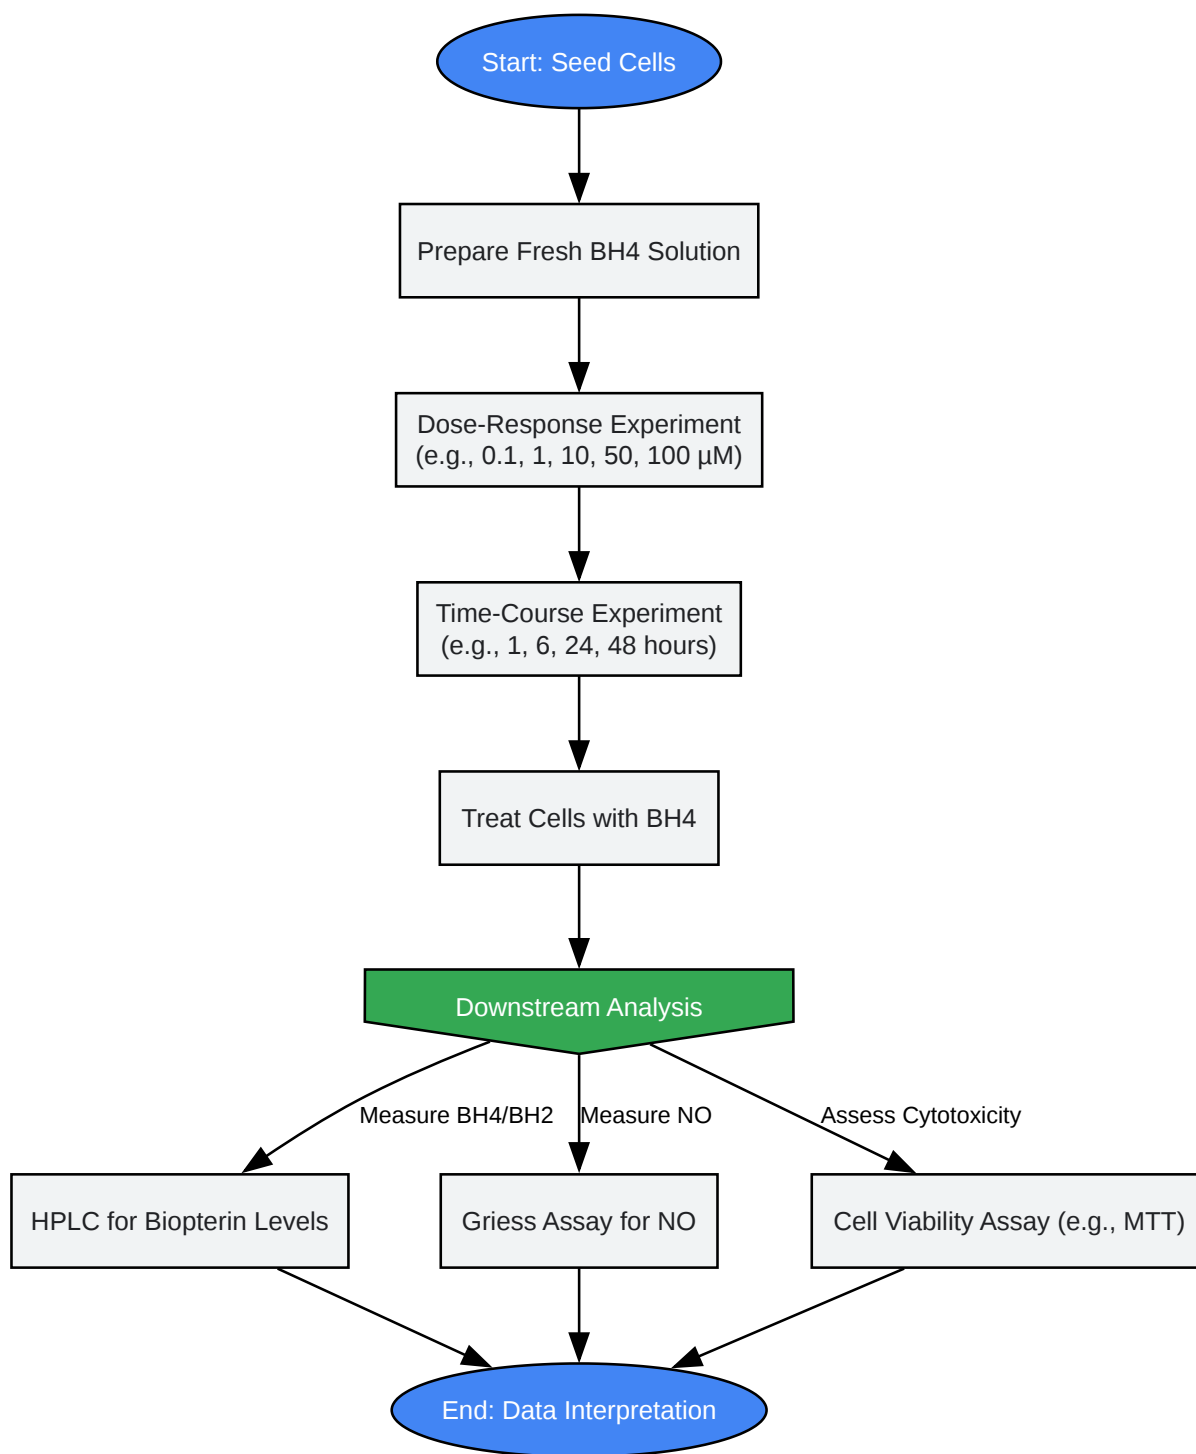 Start: Seed Cells
Prepare Fresh BH4 Solution
Dose-Response Experiment
(e.g., 0.1, 1, 10, 50, 100 µM)
Time-Course Experiment
(e.g., 1, 6, 24, 48 hours)
Treat Cells with BH4
Downstream Analysis
Measure BH4/BH2
Measure NO
Assess Cytotoxicity
HPLC for Biopterin Levels
Griess Assay for NO
Cell Viability Assay (e.g., MTT)
End: Data Interpretation